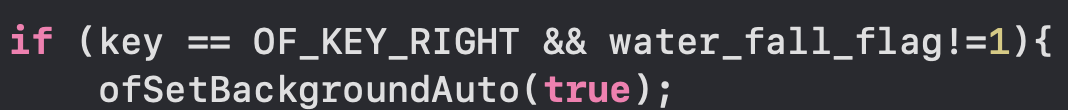 if (key == OF_KEY_RIGHT && water_fall_flag!=1){
ofSetBackgroundAuto(true);